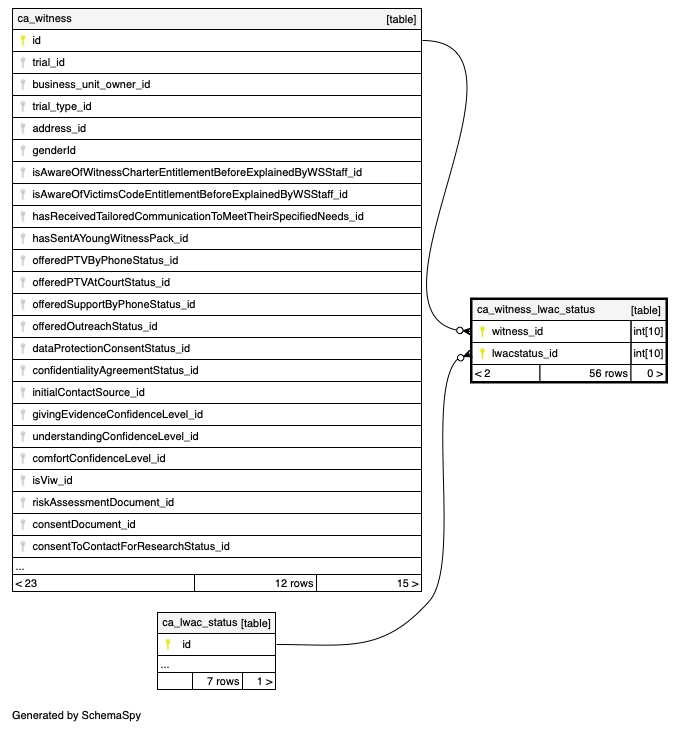 ca_witness [table]
id
trial_id
business_unit_owner_id
trial_type_id
address_id
genderId
isAwareOfWitnessCharterEntitlementBeforeExplainedByWSStaff_id
isAwareOfVictimsCodeEntitlementBeforeExplainedByWSStaff_id
hasReceivedTailoredCommunicationToMeetTheirSpecifiedNeeds_id
hasSentAYoungWitnessPack_id
offeredPTVByPhoneStatus_id
offeredPTVAtCourtStatus_id
offeredSupportByPhoneStatus_id
offeredOutreachStatus_id
dataProtectionConsentStatus_id
confidentialityAgreementStatus_id
initialContactSource_id
givingEvidenceConfidenceLevel_id
understandingConfidenceLevel_id
comfortConfidenceLevel_id
isViw_id
riskAssessmentDocument_id
consentDocument_id
consentToContactForResearchStatus_id
...
< 23 12 rows 15 >
ca_witness_lwac_status [table]
witness_id int[10]
lwacstatus_id int[10]
< 2 56 rows 0 >
ca_lwac_status [table]
id
...
7 rows 1 >
Generated by SchemaSpy